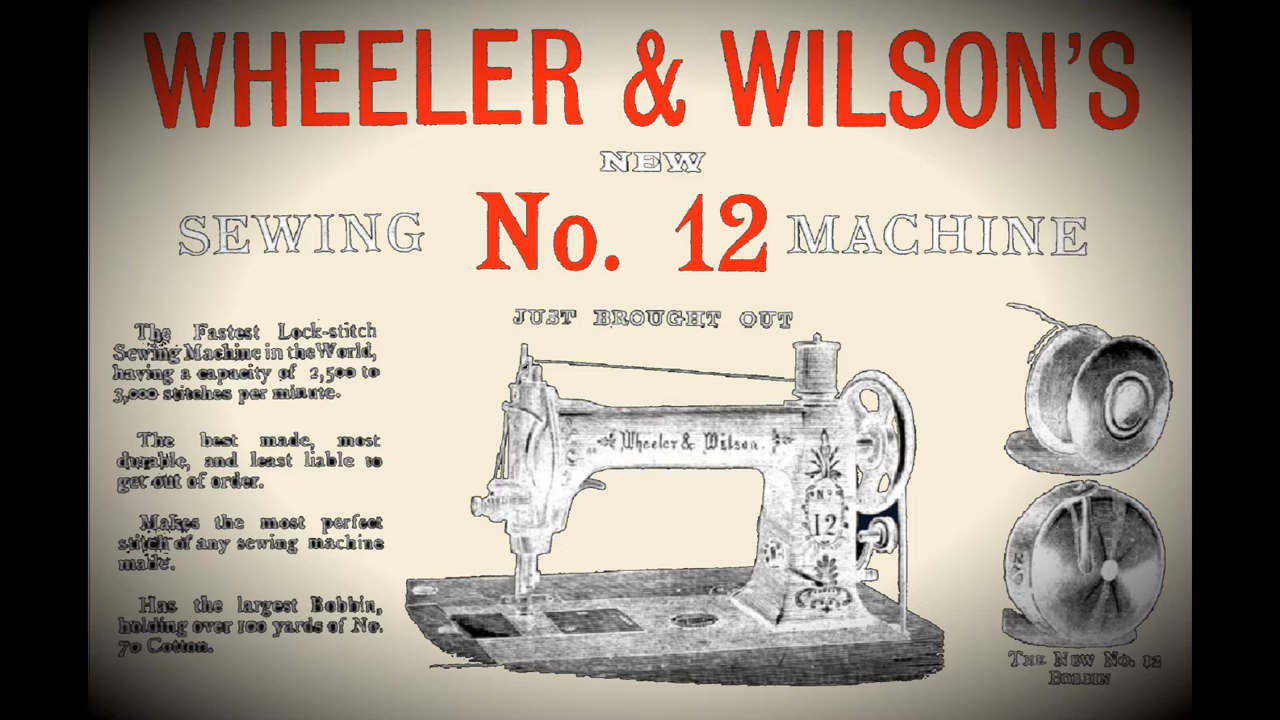 WHEELER & WILSON'S
NEW
SEWING No. 12 MACHINE
JUST BROUGHT OUT
The Fastest Lock-stitch
Sewing Machine in the World,
having a capacity of 2,500 to
3,000 stitches per minute.
The best made, most
durable, and least liable to
get out of order.
Makes the most perfect
stitch of any sewing machine
made.
Has the largest Bobbin,
holding over 100 yards of No.
70 Cotton.
Wheeler & Wilson.
No
12
THE NEW No. 12
BOBBIN